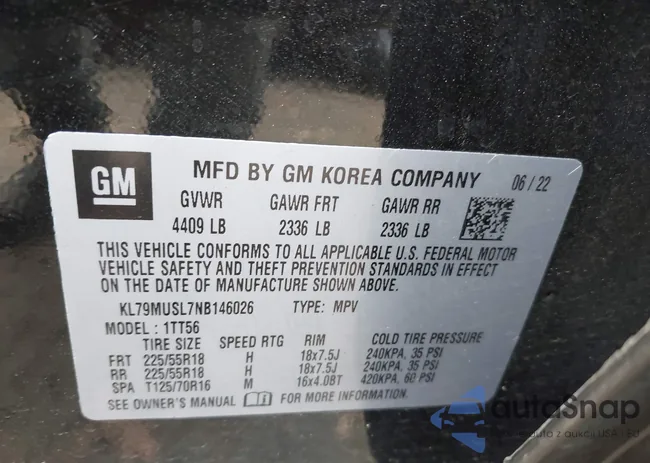 GM
MFD BY GM KOREA COMPANY 06 / 22
GVWR GAWR FRT GAWR RR
4409 LB 2336 LB 2336 LB
THIS VEHICLE CONFORMS TO ALL APPLICABLE U.S. FEDERAL MOTOR
VEHICLE SAFETY AND THEFT PREVENTION STANDARDS IN EFFECT
ON THE DATE OF MANUFACTURE SHOWN ABOVE.
KL79MUSL7NB146026 TYPE: MPV
MODEL : 1TT56
TIRE SIZE SPEED RTG RIM COLD TIRE PRESSURE
FRT 225/55R18 H 18x7.5J 240KPA, 35 PSI
RR 225/55R18 H 18x7.5J 240KPA, 35 PSI
SPA T125/70R16 M 16x4.0BT 420KPA, 60 PSI
SEE OWNER'S MANUAL FOR MORE INFORMATION.
autoSnap
auta z aukcji USA - EU